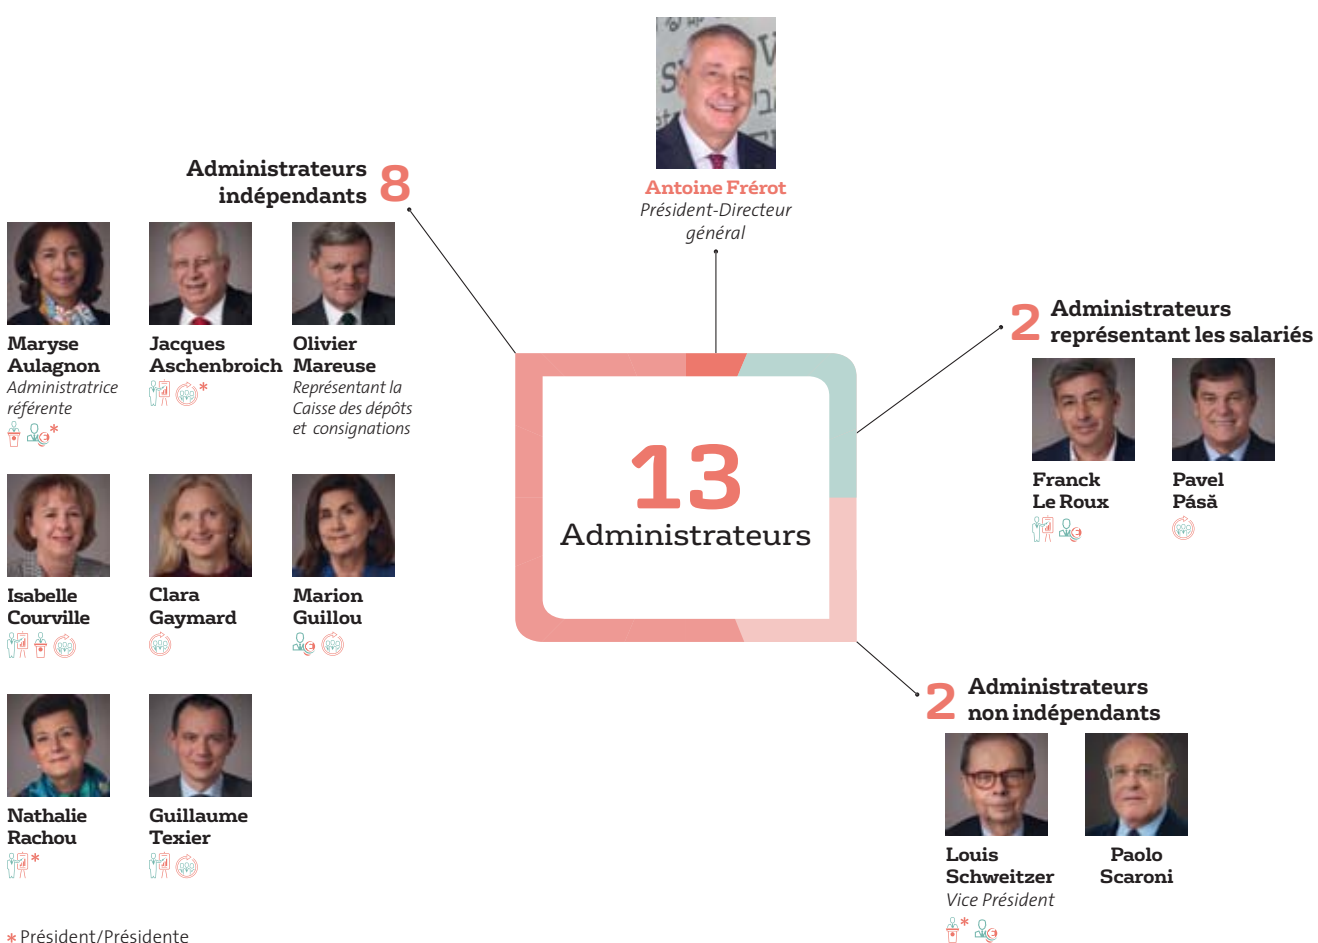 Antoine Frérot
Président-Directeur
général
Administrateurs
indépendants
8
Maryse
Aulagnon
Administratrice
référente
*
Jacques
Aschenbroich
*
Olivier
Mareuse
Représentant la
Caisse des dépôts
et consignations
Isabelle
Courville
Clara
Gaymard
Marion
Guillou
Nathalie
Rachou
*
Guillaume
Texier
13
Administrateurs
2
Administrateurs
représentant les salariés
Franck
Le Roux
Pavel
Pásă
2
Administrateurs
non indépendants
Louis
Schweitzer
Vice Président
*
Paolo
Scaroni
* Président/Présidente